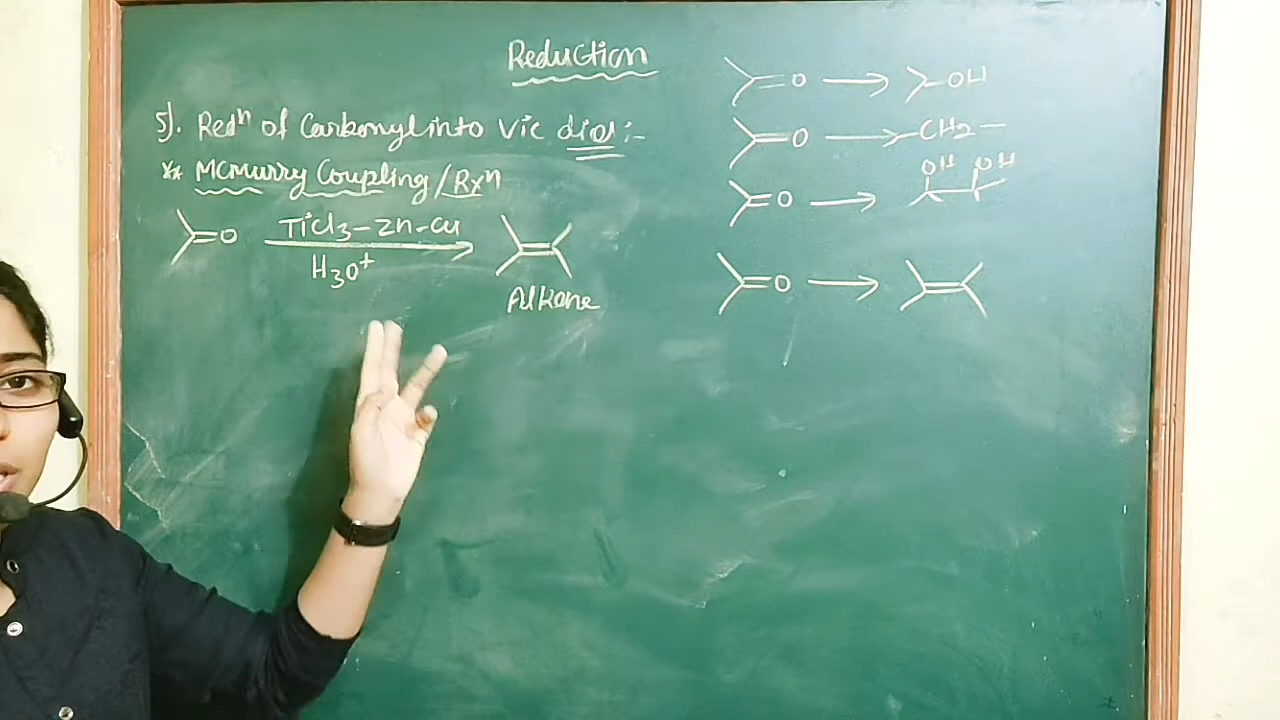 Reduction
5). Redⁿ of Carbonyl into Vic diol :-
** McMurry Coupling / Rxⁿ
=O TiCl3-Zn-Cu
H3O+
Alkene
=O → -OH
=O → -CH2-
=O → OH OH
=O →